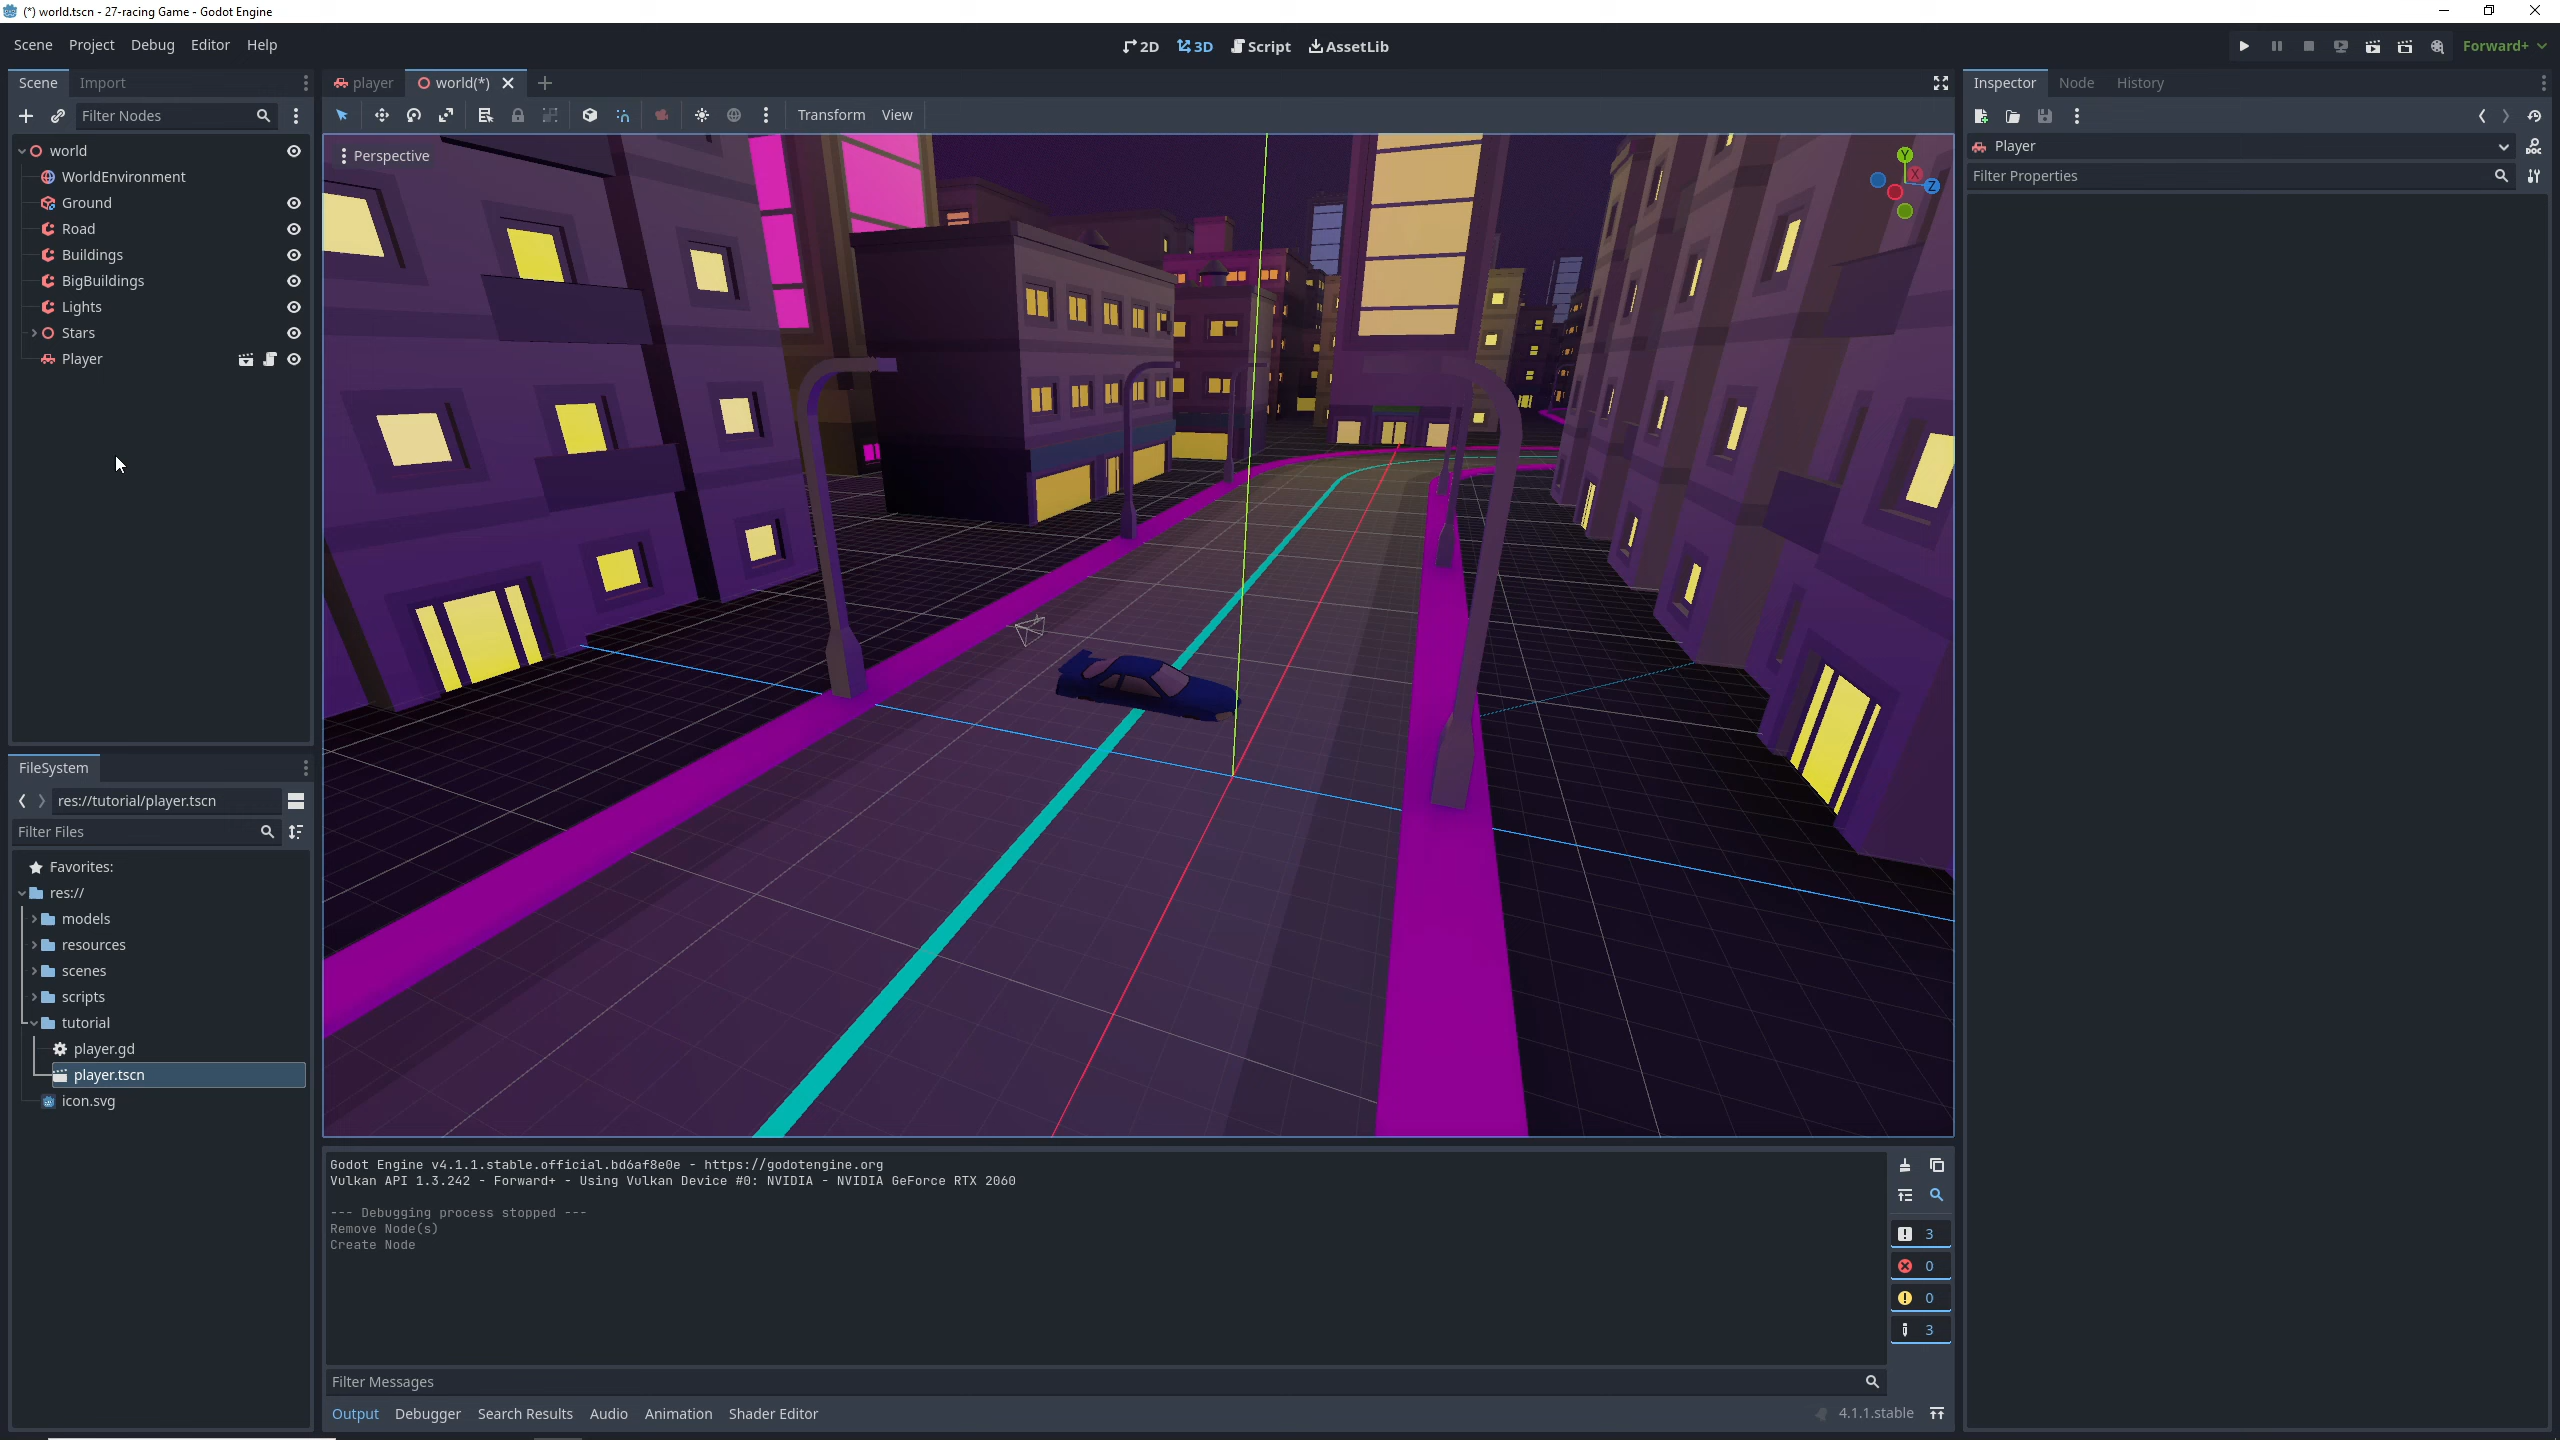 (*) world.tscn - 27-racing Game - Godot Engine
Scene Project Debug Editor Help
2D 3D Script AssetLib
Forward+
Scene Import
player world(*)
Inspector Node History
Filter Nodes
Transform View
world
Perspective
Player
WorldEnvironment
Filter Properties
Ground
Road
Buildings
BigBuildings
Lights
Stars
Player
Y
X
Z
FileSystem
res://tutorial/player.tscn
Filter Files
Favorites:
res://
models
resources
scenes
scripts
tutorial
player.gd
player.tscn
icon.svg
Godot Engine v4.1.1.stable.official.bd6af8e0e - https://godotengine.org
Vulkan API 1.3.242 - Forward+ - Using Vulkan Device #0: NVIDIA - NVIDIA GeForce RTX 2060
--- Debugging process stopped ---
Remove Node(s)
Create Node
3
0
0
3
Filter Messages
Output Debugger Search Results Audio Animation Shader Editor
4.1.1.stable